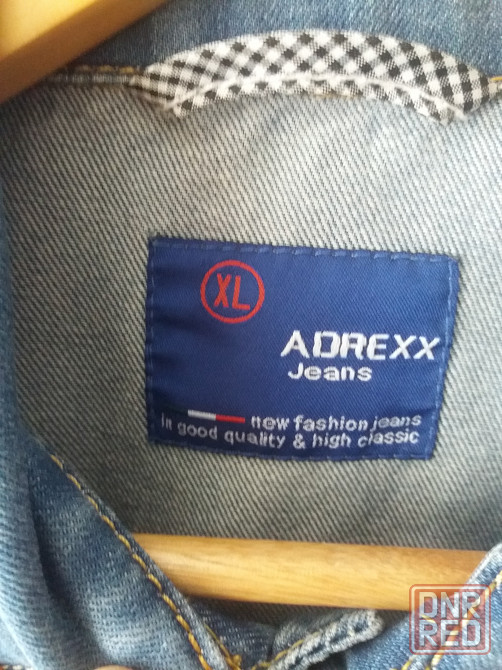 XL
ADREXX
Jeans
new fashion jeans
in good quality & high classic
DNR
RED